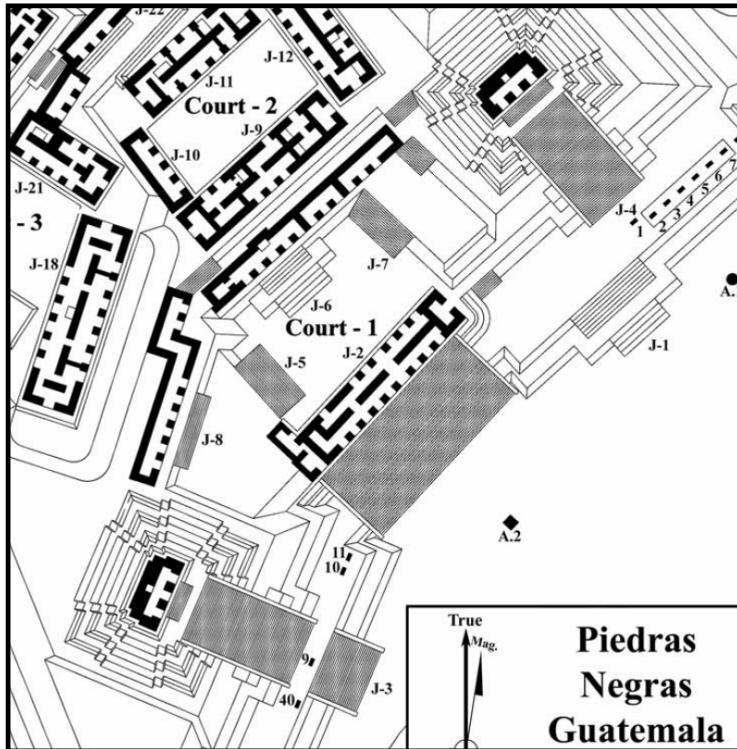 J-22
J-12
J-11
Court - 2
J-9
J-10
J-21
- 3
J-18
J-4
1
2
3
4
5
6
7
J-7
J-6
Court - 1
J-2
J-5
J-1
A.
J-8
A.2
11
10
9
40
J-3
True
Mag.
Piedras
Negras
Guatemala